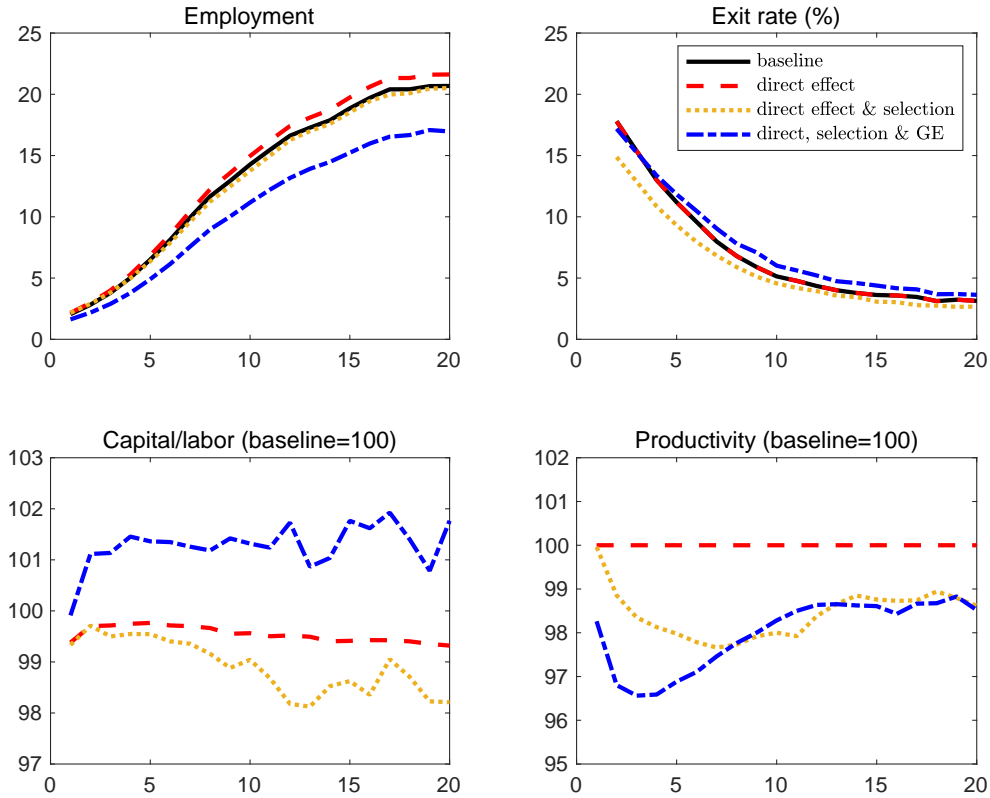 Employment
25
20
15
10
5
0
0 5 10 15 20
Exit rate (%)
25
20
15
10
5
0
0 5 10 15 20
baseline
direct effect
direct effect & selection
direct, selection & GE
Capital/labor (baseline=100)
103
102
101
100
99
98
97
0 5 10 15 20
Productivity (baseline=100)
102
101
100
99
98
97
96
95
0 5 10 15 20